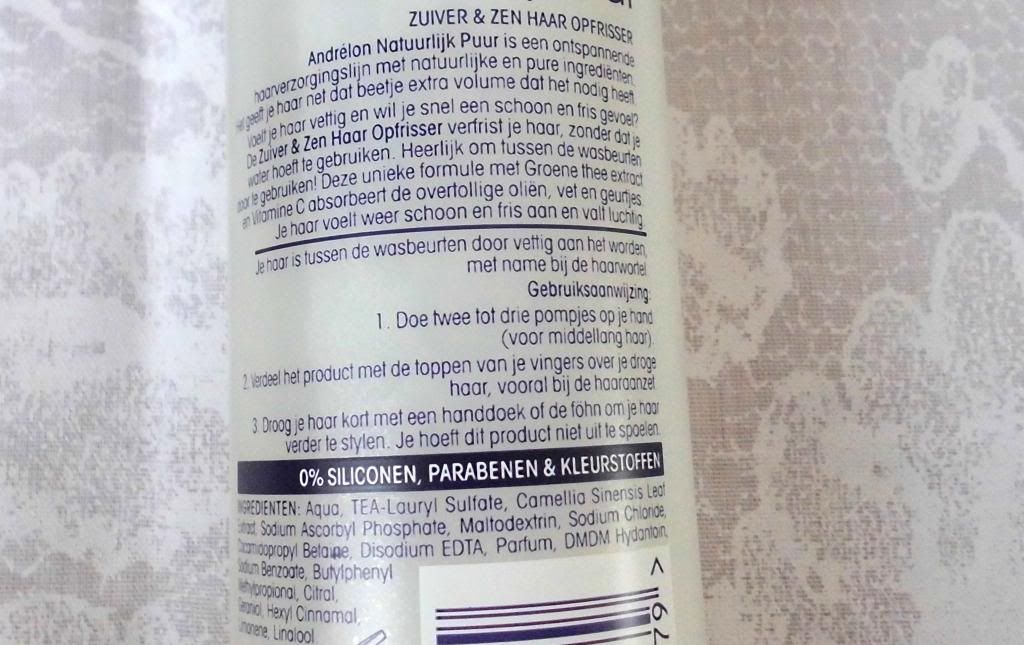 ZUIVER & ZEN HAAR OPFRISSER
Andrélon Natuurlijk Puur is een ontspannende
haarverzorgingslijn met natuurlijke en pure ingrediënten.
geeft je haar net dat beetje extra volume dat het nodig heeft.
Voelt je haar vettig en wil je snel een schoon en fris gevoel?
De Zuiver & Zen Haar Opfrisser verfrist je haar, zonder dat je
water hoeft te gebruiken. Heerlijk om tussen de wasbeurten
door te gebruiken! Deze unieke formule met Groene thee extract
en Vitamine C absorbeert de overtollige oliën, vet en geurtjes.
Je haar voelt weer schoon en fris aan en valt luchtig.
Je haar is tussen de wasbeurten door vettig aan het worden,
met name bij de haarwortel.
Gebruiksaanwijzing:
1. Doe twee tot drie pompjes op je hand
(voor middellang haar).
2. Verdeel het product met de toppen van je vingers over je droge
haar, vooral bij de haaraanzet.
3. Droog je haar kort met een handdoek of de föhn om je haar
verder te stylen. Je hoeft dit product niet uit te spoelen.
0% SILICONEN, PARABENEN & KLEURSTOFFEN
INGREDIENTEN: Aqua, TEA-Lauryl Sulfate, Camellia Sinensis Leaf
Extract, Sodium Ascorbyl Phosphate, Maltodextrin, Sodium Chloride,
Cocamidopropyl Betaine, Disodium EDTA, Parfum, DMDM Hydantoin,
Sodium Benzoate, Butylphenyl
Methylpropional, Citral,
Geraniol, Hexyl Cinnamal,
Limonene, Linalool
79 >